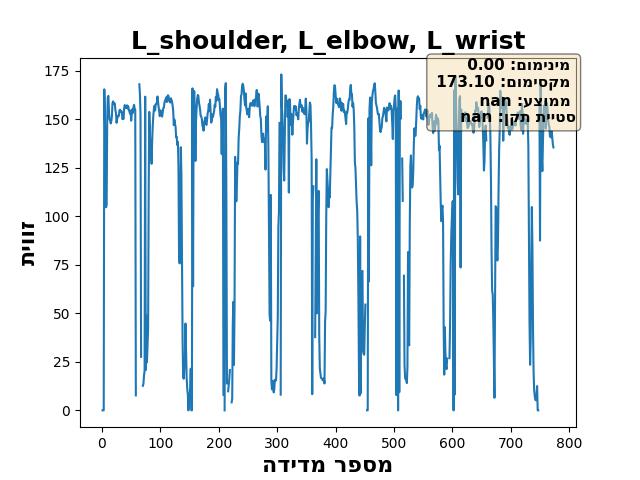 L_shoulder, L_elbow, L_wrist
מינימום: 0.00
מקסימום: 173.10
ממוצע: nan
סטיית תקן: nan
175
150
125
100
75
50
25
0
זווית
0 100 200 300 400 500 600 700 800
מספר מדידה